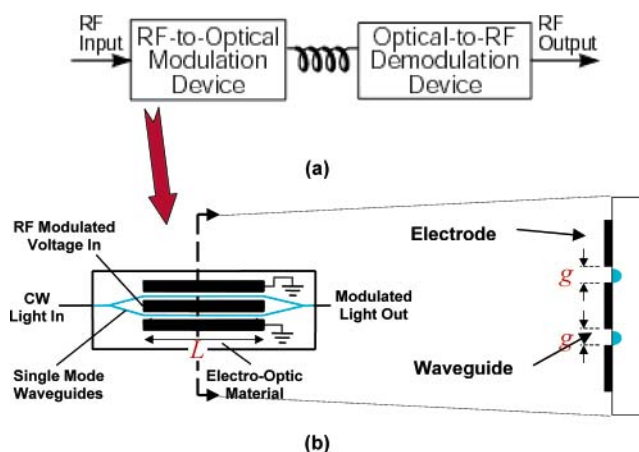 RF
Input
RF-to-Optical
Modulation
Device
Optical-to-RF
Demodulation
Device
RF
Output
(a)
RF Modulated
Voltage In
CW
Light In
Single Mode
Waveguides
L
Electro-Optic
Material
Modulated
Light Out
Electrode
g
g
Waveguide
(b)